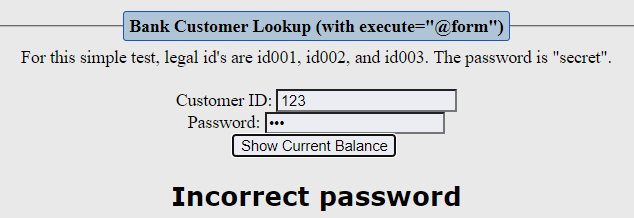 Bank Customer Lookup (with execute="@form")
For this simple test, legal id's are id001, id002, and id003. The password is "secret".
Customer ID: 123
Password: •••
Show Current Balance
Incorrect password